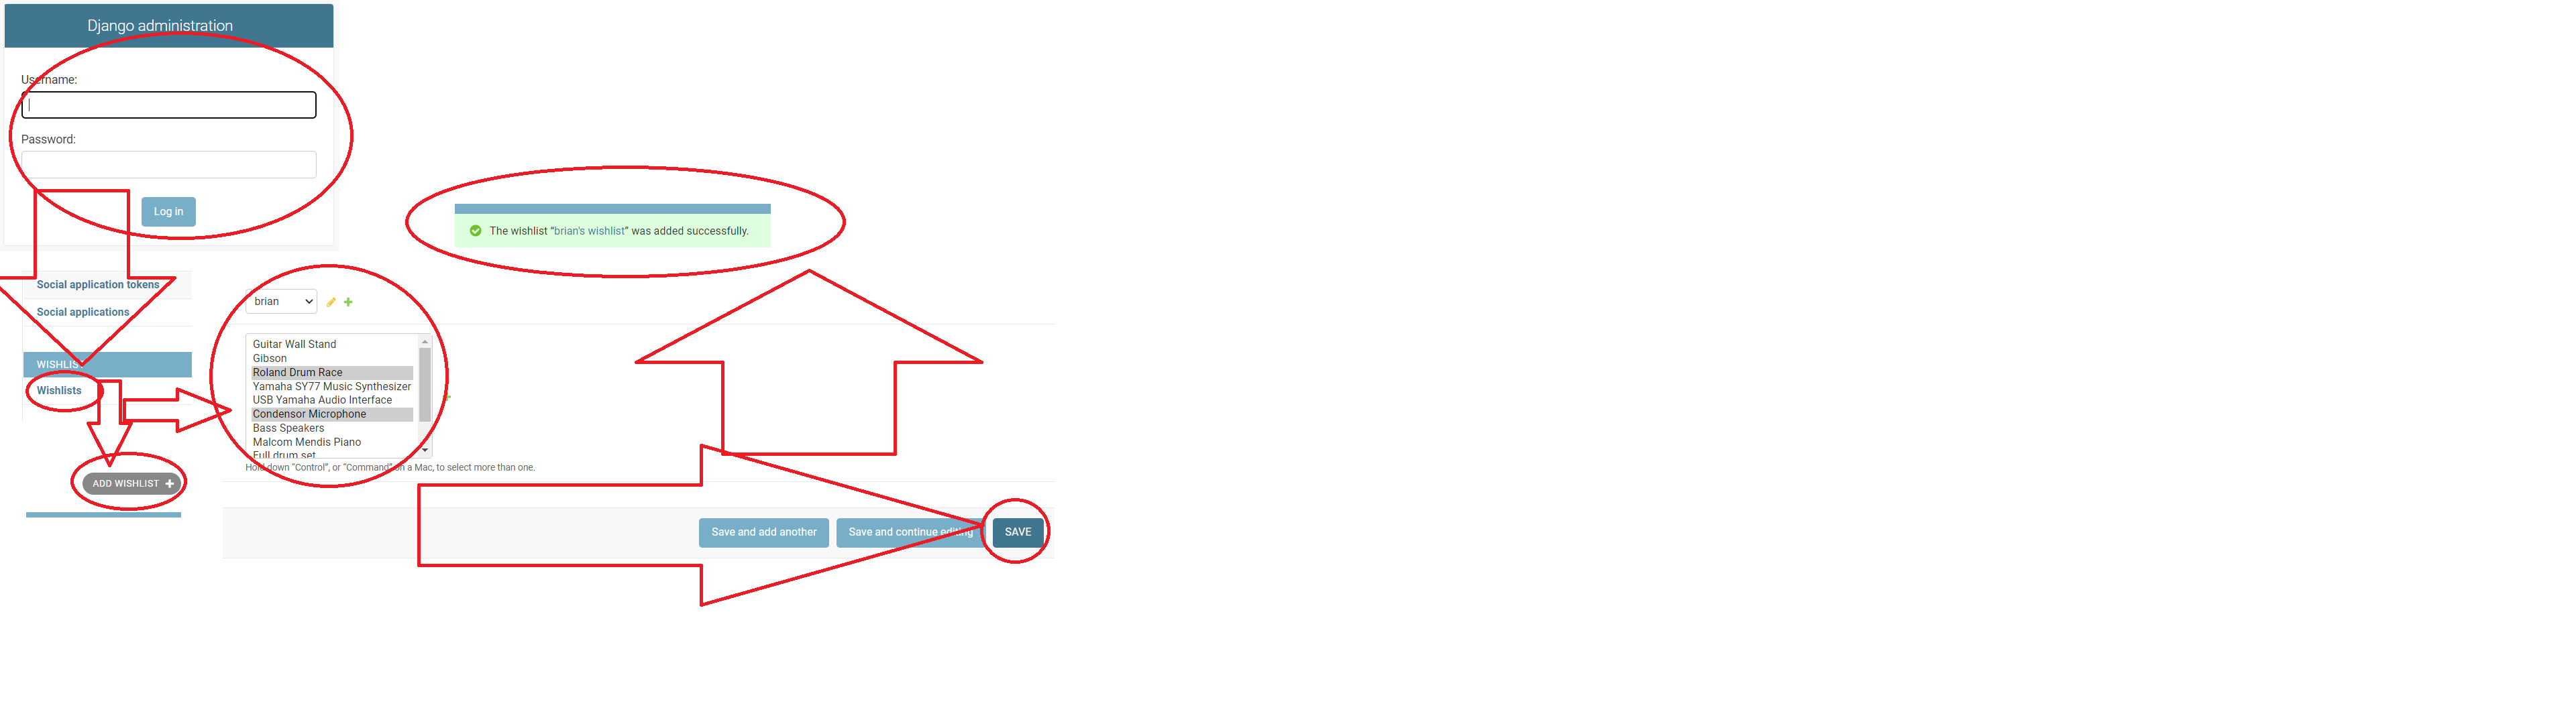 Django administration
Username:
Password:
Log in
The wishlist “brian's wishlist” was added successfully.
Social application tokens
Social applications
WISHLIST
Wishlists
ADD WISHLIST +
brian
Guitar Wall Stand
Gibson
Roland Drum Race
Yamaha SY77 Music Synthesizer
USB Yamaha Audio Interface
Condensor Microphone
Bass Speakers
Malcom Mendis Piano
Full drum set
Hold down “Control”, or “Command” on a Mac, to select more than one.
Save and add another
Save and continue editing
SAVE